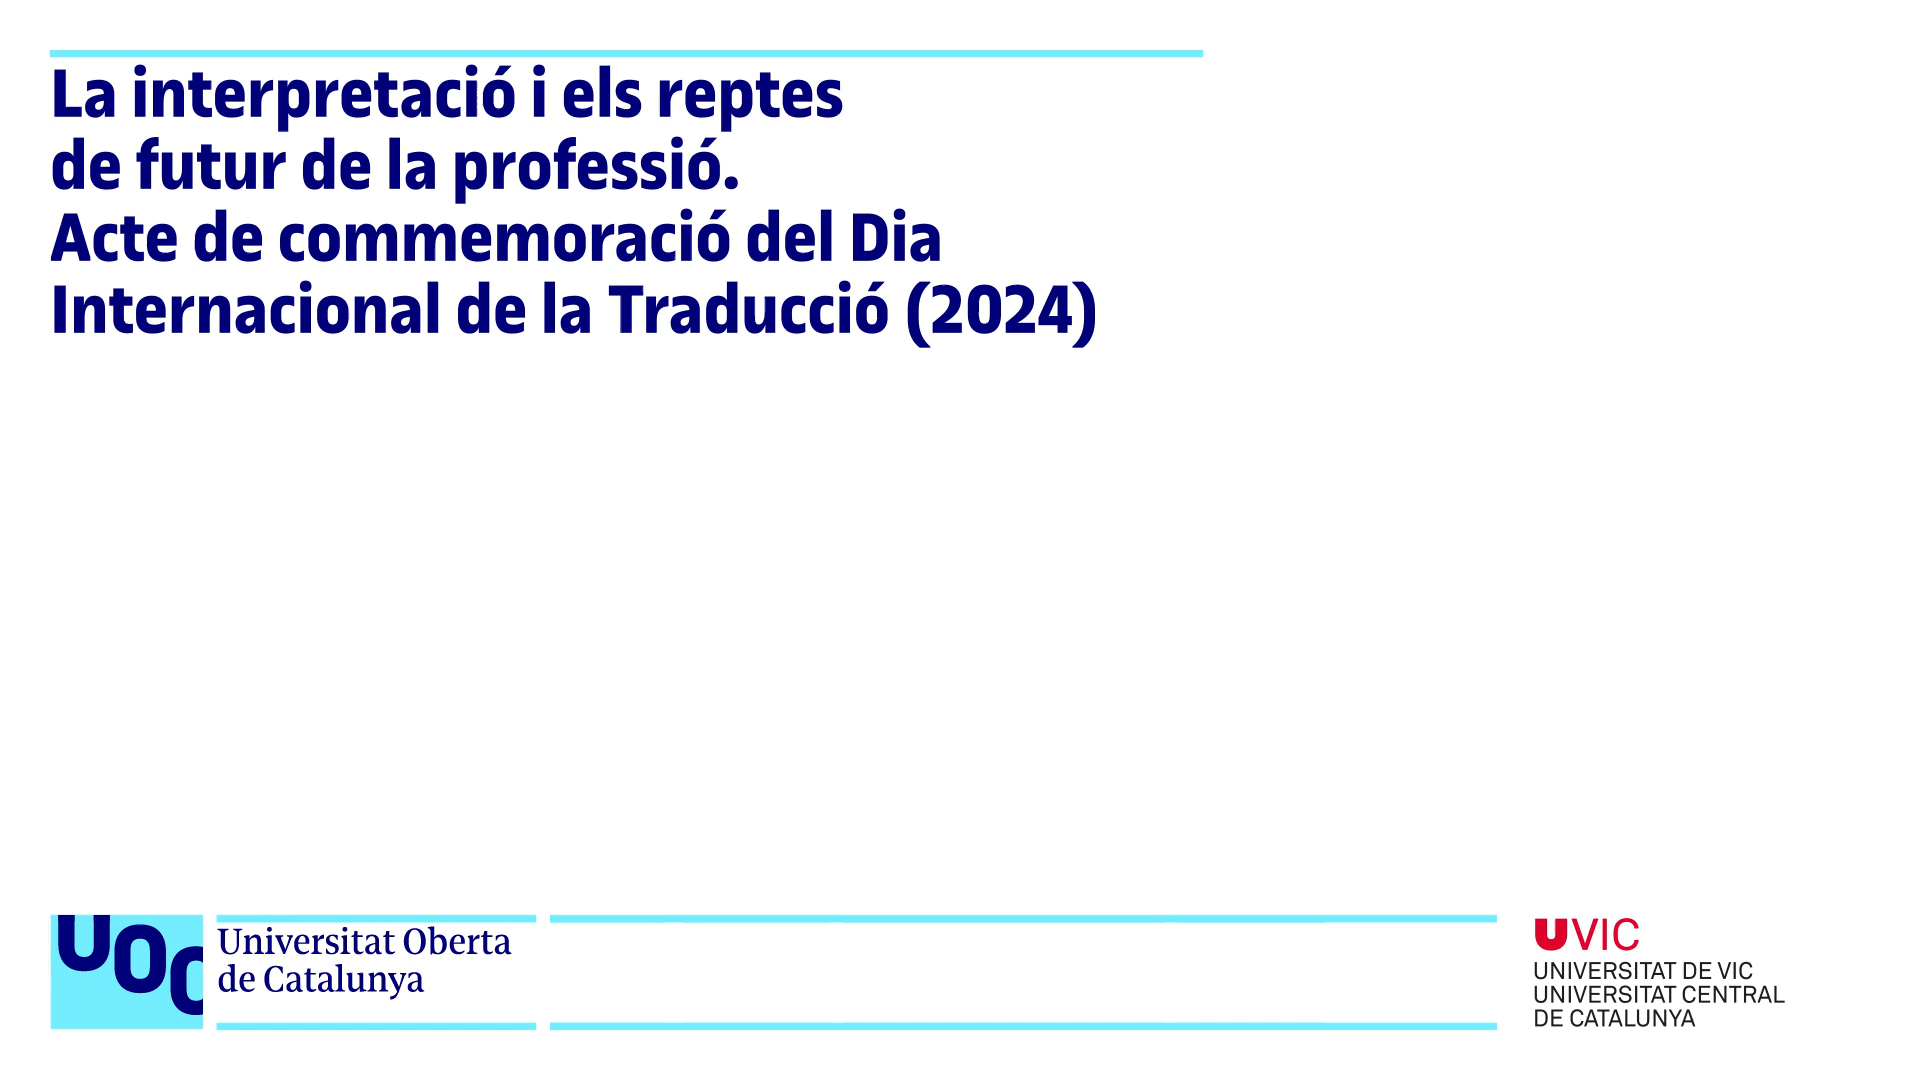 La interpretació i els reptes
de futur de la professió.
Acte de commemoració del Dia
Internacional de la Traducció (2024)
UOC
Universitat Oberta
de Catalunya
UVIC
UNIVERSITAT DE VIC
UNIVERSITAT CENTRAL
DE CATALUNYA